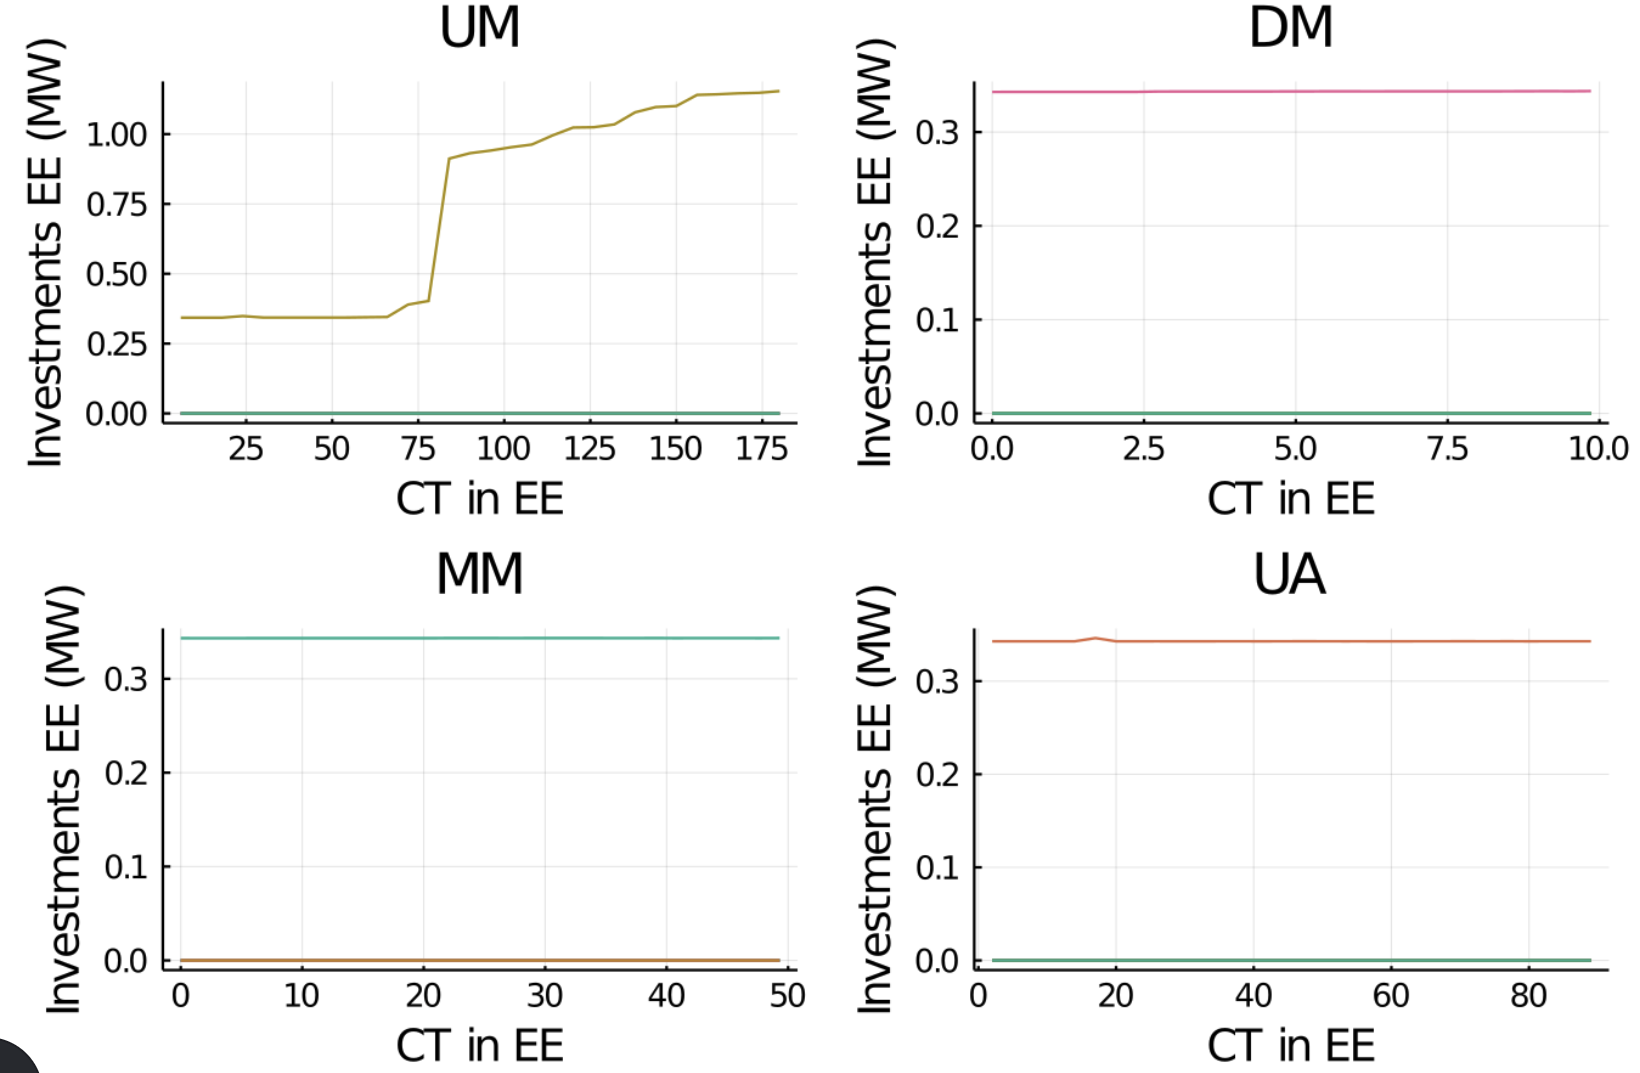 UM
Investments EE (MW)
1.00
0.75
0.50
0.25
0.00
25 50 75 100 125 150 175
CT in EE
DM
Investments EE (MW)
0.3
0.2
0.1
0.0
0.0 2.5 5.0 7.5 10.0
CT in EE
MM
Investments EE (MW)
0.3
0.2
0.1
0.0
0 10 20 30 40 50
CT in EE
UA
Investments EE (MW)
0.3
0.2
0.1
0.0
0 20 40 60 80
CT in EE